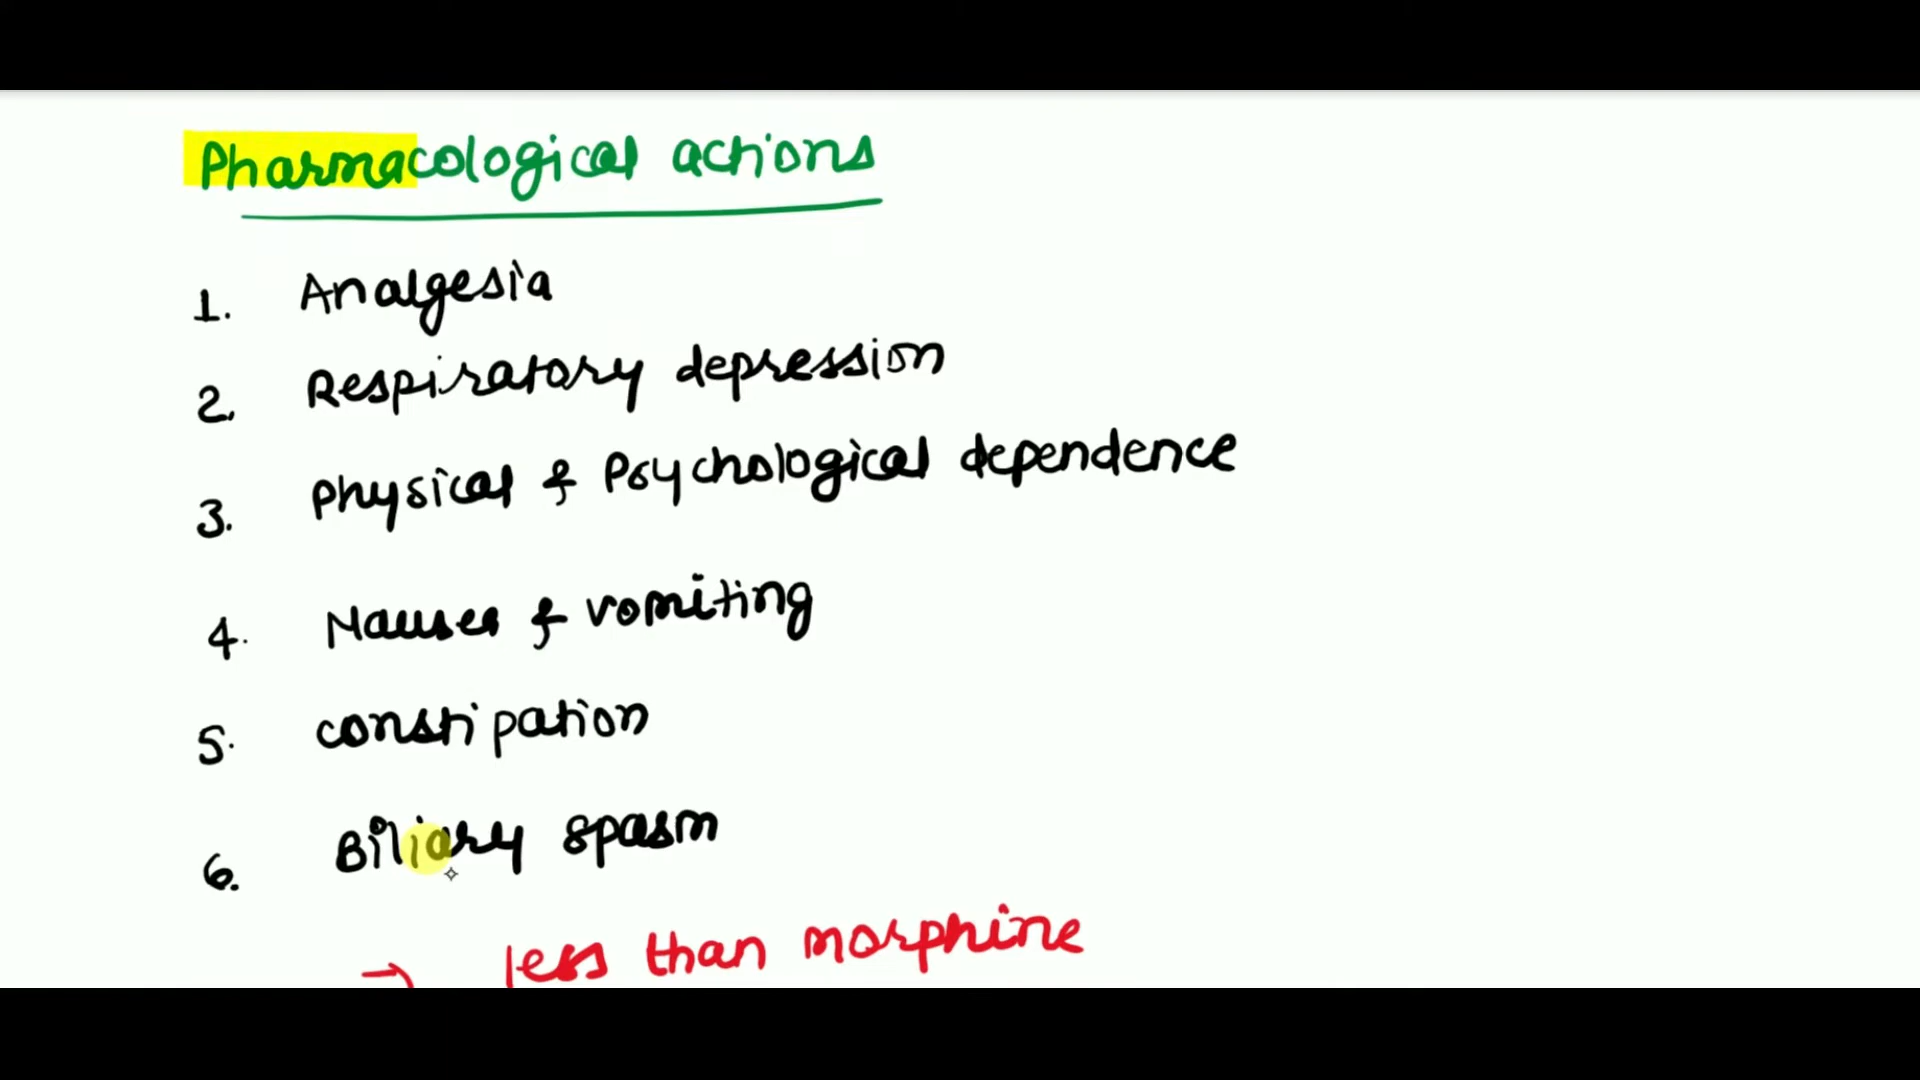 Pharmacological actions
1. Analgesia
2. Respiratory depression
3. Physical & Psychological dependence
4. Nausea & vomiting
5. constipation
6. Biliary spasm
→ less than morphine